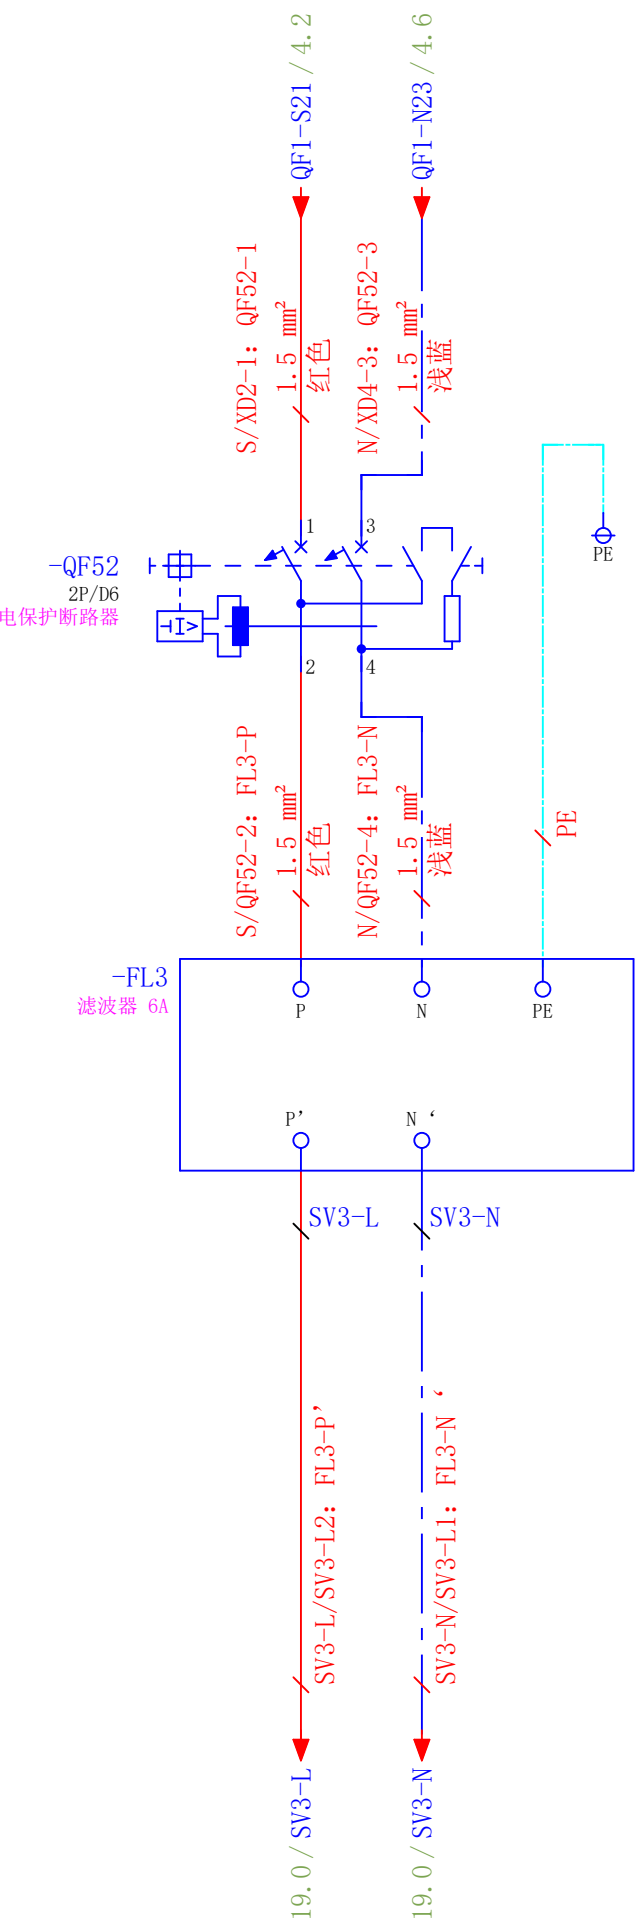 QF1-S21/4.2
QF1-N23/4.6
S/XD2-1: QF52-1
1.5 mm²
红色
N/XD4-3: QF52-3
1.5 mm²
浅蓝
1
3
PE
-QF52
2P/D6
电保护断路器
I>
2
4
S/QF52-2: FL3-P
1.5 mm²
红色
N/QF52-4: FL3-N
1.5 mm²
浅蓝
PE
-FL3
滤波器 6A
P
N
PE
P’
N ‘
SV3-L
SV3-N
SV3-L/SV3-L2: FL3-P’
SV3-N/SV3-L1: FL3-N ‘
19.0/SV3-L
19.0/SV3-N